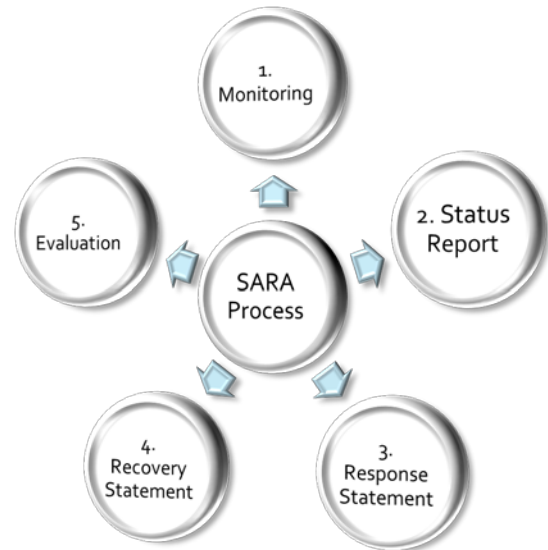 1.
Monitoring
2. Status
Report
3.
Response
Statement
4.
Recovery
Statement
5.
Evaluation
SARA
Process